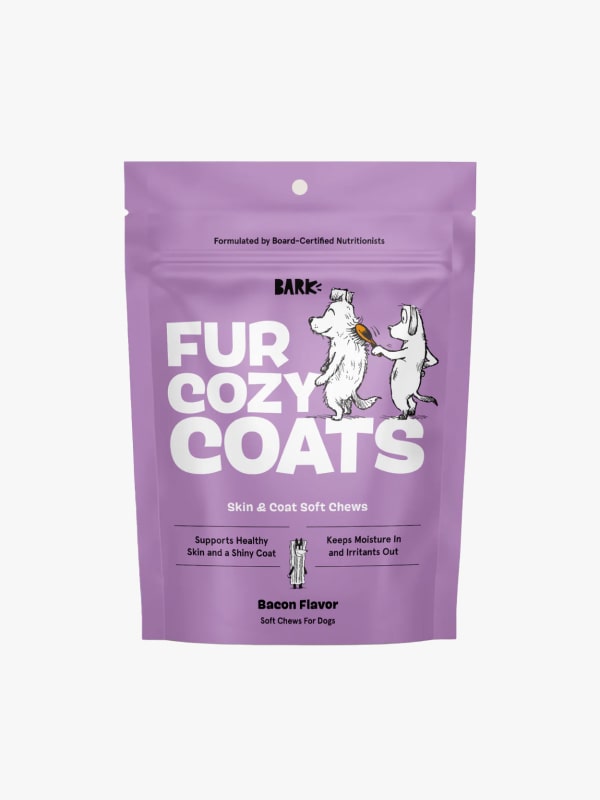 Formulated by Board-Certified Nutritionists
BARK
FUR
COZY
COATS
Skin & Coat Soft Chews
Supports Healthy
Skin and a Shiny Coat
Keeps Moisture In
and Irritants Out
Bacon Flavor
Soft Chews For Dogs